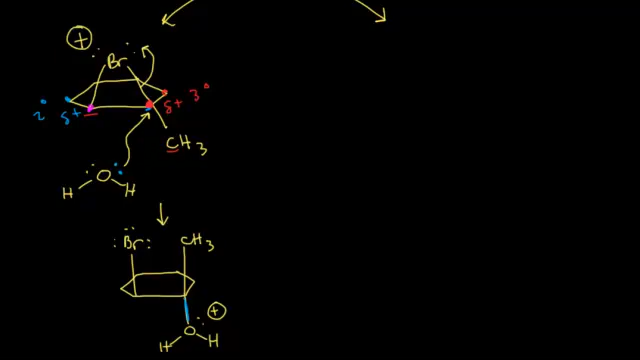 +
Br
2° δ+ δ+ 3°
CH3
O
H H
Br CH3
+
O
H H